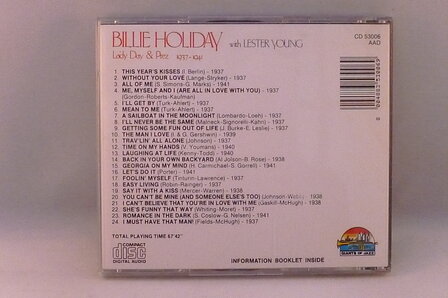 BILLIE HOLIDAY with LESTER YOUNG
Lady Day & Prez 1937-1941
CD 53006
AAD
1 THIS YEAR'S KISSES (I. Berlin) - 1937
2 WITHOUT YOUR LOVE (Lange-Stryker) - 1937
3 ALL OF ME (S. Simons-G. Marks) - 1941
4 ME, MYSELF AND I (ARE ALL IN LOVE WITH YOU) - 1937
(Gordon-Roberts-Kaufman)
5 I'LL GET BY (Turk-Ahlert) - 1937
6 MEAN TO ME (Turk-Ahlert) - 1937
7 A SAILBOAT IN THE MOONLIGHT (Lombardo-Loeb) - 1937
8 I'LL NEVER BE THE SAME (Malneck-Signorelli-Kahn) - 1937
9 GETTING SOME FUN OUT OF LIFE (J. Burke-E. Leslie) - 1937
10 THE MAN I LOVE (I. & G. Gershwin) - 1939
11 TRAV'LIN' ALL ALONE (Johnson) - 1937
12 TIME ON MY HANDS (V. Youmans) - 1940
13 LAUGHING AT LIFE (Kenny-Todd) - 1940
14 BACK IN YOUR OWN BACKYARD (Al Jolson-B. Rose) - 1938
15 GEORGIA ON MY MIND (H. Carmichael-S. Gorrell) - 1941
16 LET'S DO IT (Porter) - 1941
17 FOOLIN' MYSELF (Tinturin-Lawrence) - 1937
18 EASY LIVING (Robin-Rainger) - 1937
19 SAY IT WITH A KISS (Mercer-Warren) - 1938
20 YOU CAN'T BE MINE (AND SOMEONE ELSE'S TOO) (Johnson-Webb) - 1938
21 I CAN'T BELIEVE THAT YOU'RE IN LOVE WITH ME (Gaskill-McHugh) - 1938
22 SHE'S FUNNY THAT WAY (Whiting-Moret) - 1937
23 ROMANCE IN THE DARK (S. Coslow-G. Nelsen) - 1941
24 I MUST HAVE THAT MAN! (Fields-McHugh) - 1937
TOTAL PLAYING TIME 67'42"
COMPACT
disc
DIGITAL AUDIO
INFORMATION BOOKLET INSIDE
GIANTS OF JAZZ